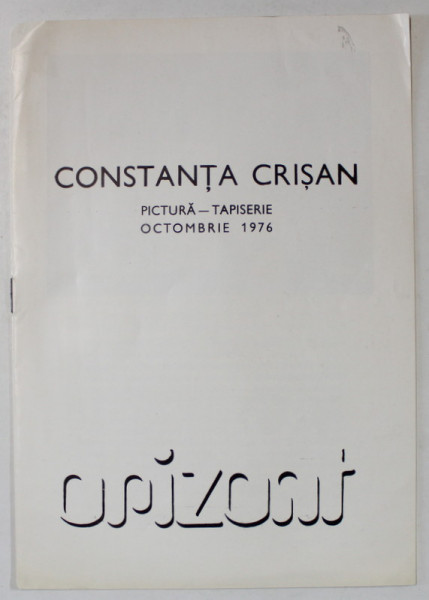 CONSTANȚA CRIȘAN
PICTURĂ — TAPISERIE
OCTOMBRIE 1976
orizont